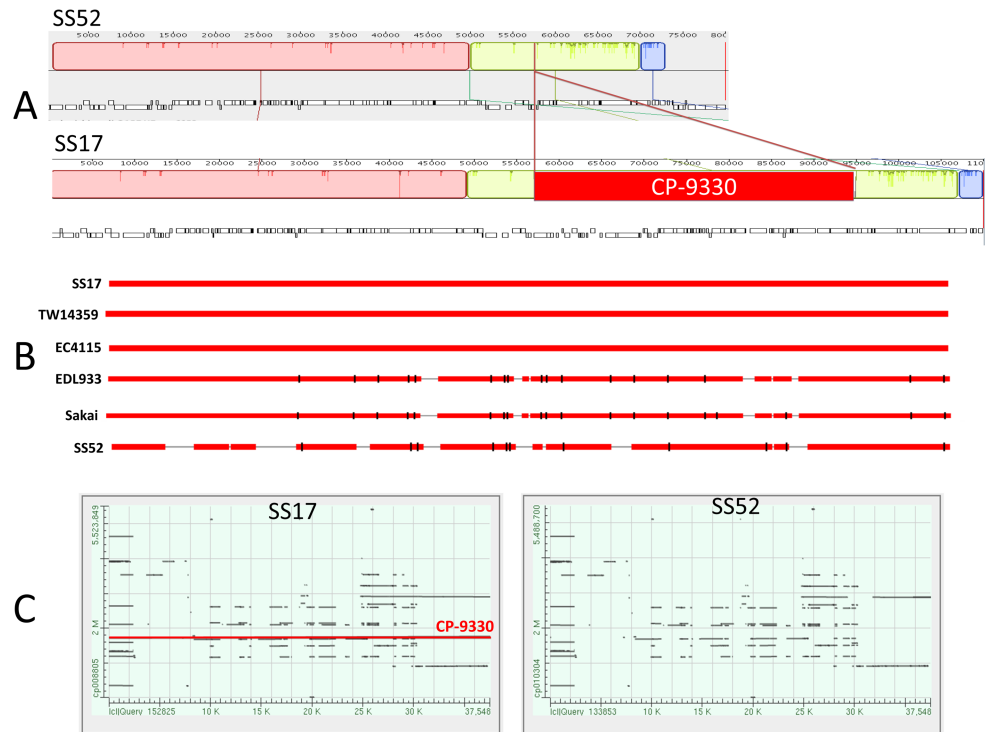 SS52
5000 10000 15000 20000 25000 30000 35000 40000 45000 50000 55000 60000 65000 70000 75000 800
A
SS17
5000 10000 15000 20000 25000 30000 35000 40000 45000 50000 55000 60000 65000 70000 75000 80000 85000 90000 95000 100000 105000 110
CP-9330
B
SS17
TW14359
EC4115
EDL933
Sakai
SS52
C
SS17
5,523,849
2 M
cp008805
CP-9330
lcl|Query_152825 10 K 15 K 20 K 25 K 30 K 37,548
SS52
5,488,700
2 M
cp010304
lcl|Query_133853 10 K 15 K 20 K 25 K 30 K 37,548